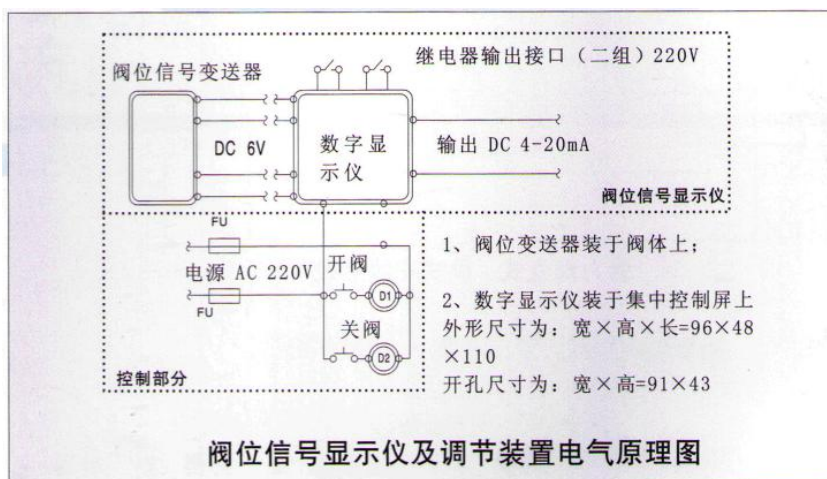 继电器输出接口（二组）220V
阀位信号变送器
DC 6V
数字显
示仪
输出 DC 4-20mA
阀位信号显示仪
FU
电源 AC 220V
FU
开阀
D1
关阀
D2
控制部分
1、阀位变送器装于阀体上；
2、数字显示仪装于集中控制屏上
外形尺寸为：宽×高×长=96×48
×110
开孔尺寸为：宽×高=91×43
阀位信号显示仪及调节装置电气原理图